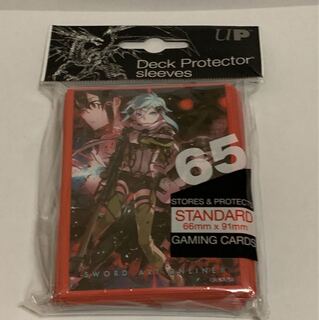 UP
Deck Protector
sleeves
65
STORES & PROTECTS
STANDARD
66mm x 91mm
GAMING CARDS
SWORD ART ONLINE